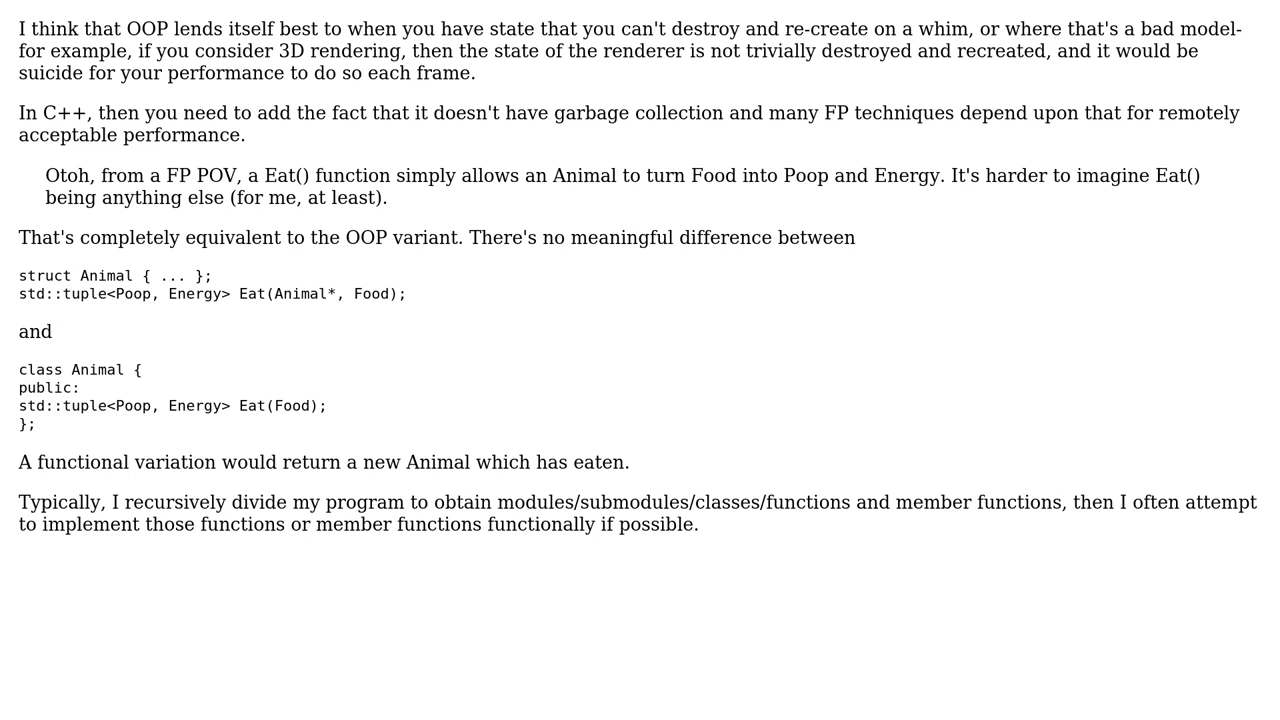 I think that OOP lends itself best to when you have state that you can't destroy and re-create on a whim, or where that's a bad model-
for example, if you consider 3D rendering, then the state of the renderer is not trivially destroyed and recreated, and it would be
suicide for your performance to do so each frame.
In C++, then you need to add the fact that it doesn't have garbage collection and many FP techniques depend upon that for remotely
acceptable performance.
Otoh, from a FP POV, a Eat() function simply allows an Animal to turn Food into Poop and Energy. It's harder to imagine Eat()
being anything else (for me, at least).
That's completely equivalent to the OOP variant. There's no meaningful difference between
struct Animal { ... };
std::tuple<Poop, Energy> Eat(Animal*, Food);
and
class Animal {
public:
std::tuple<Poop, Energy> Eat(Food);
};
A functional variation would return a new Animal which has eaten.
Typically, I recursively divide my program to obtain modules/submodules/classes/functions and member functions, then I often attempt
to implement those functions or member functions functionally if possible.